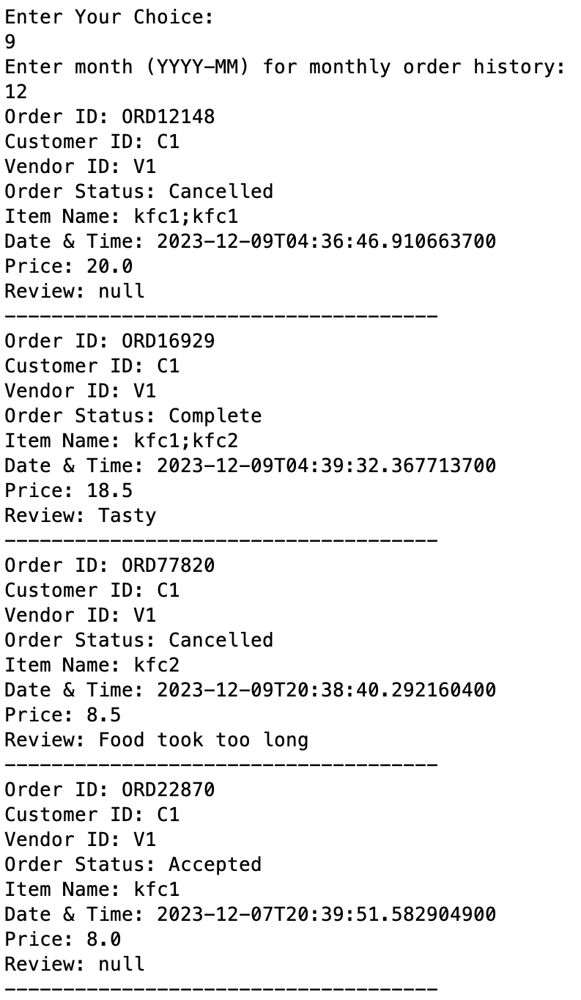 Enter Your Choice:
9
Enter month (YYYY-MM) for monthly order history:
12
Order ID: ORD12148
Customer ID: C1
Vendor ID: V1
Order Status: Cancelled
Item Name: kfc1;kfc1
Date & Time: 2023-12-09T04:36:46.910663700
Price: 20.0
Review: null
-------------------------------------
Order ID: ORD16929
Customer ID: C1
Vendor ID: V1
Order Status: Complete
Item Name: kfc1;kfc2
Date & Time: 2023-12-09T04:39:32.367713700
Price: 18.5
Review: Tasty
-------------------------------------
Order ID: ORD77820
Customer ID: C1
Vendor ID: V1
Order Status: Cancelled
Item Name: kfc2
Date & Time: 2023-12-09T20:38:40.292160400
Price: 8.5
Review: Food took too long
-------------------------------------
Order ID: ORD22870
Customer ID: C1
Vendor ID: V1
Order Status: Accepted
Item Name: kfc1
Date & Time: 2023-12-07T20:39:51.582904900
Price: 8.0
Review: null
-------------------------------------